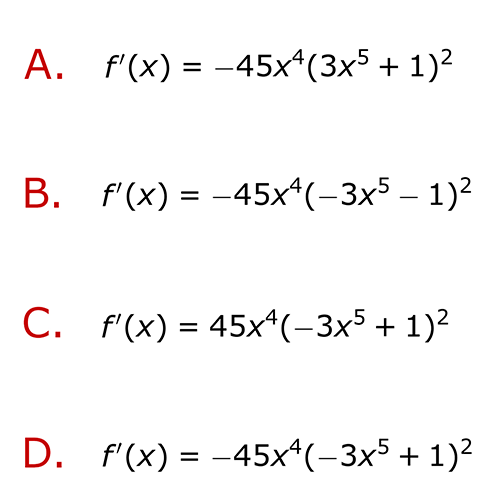 A. f′(x) = −45x⁴(3x⁵ + 1)²
B. f′(x) = −45x⁴(−3x⁵ − 1)²
C. f′(x) = 45x⁴(−3x⁵ + 1)²
D. f′(x) = −45x⁴(−3x⁵ + 1)²